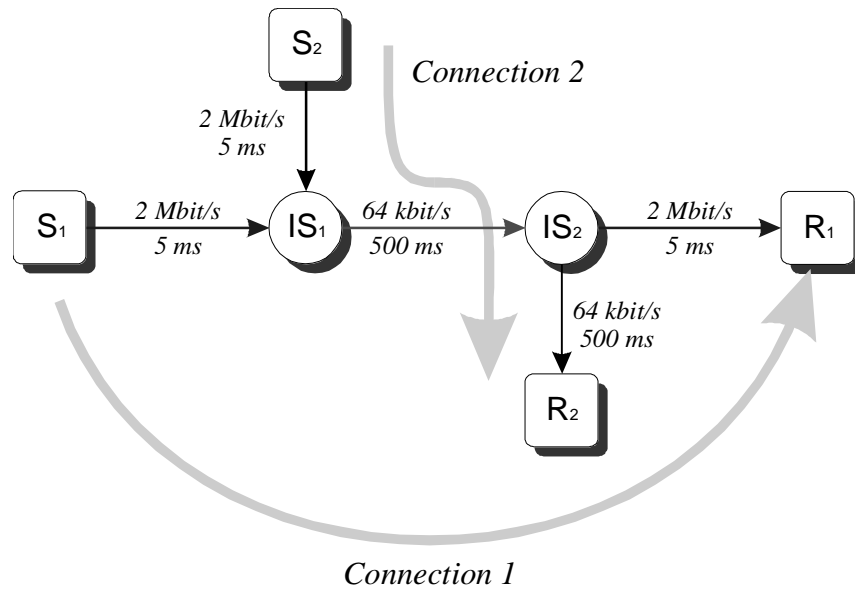 S2
Connection 2
2 Mbit/s
5 ms
S1
2 Mbit/s
5 ms
IS1
64 kbit/s
500 ms
IS2
2 Mbit/s
5 ms
R1
64 kbit/s
500 ms
R2
Connection 1